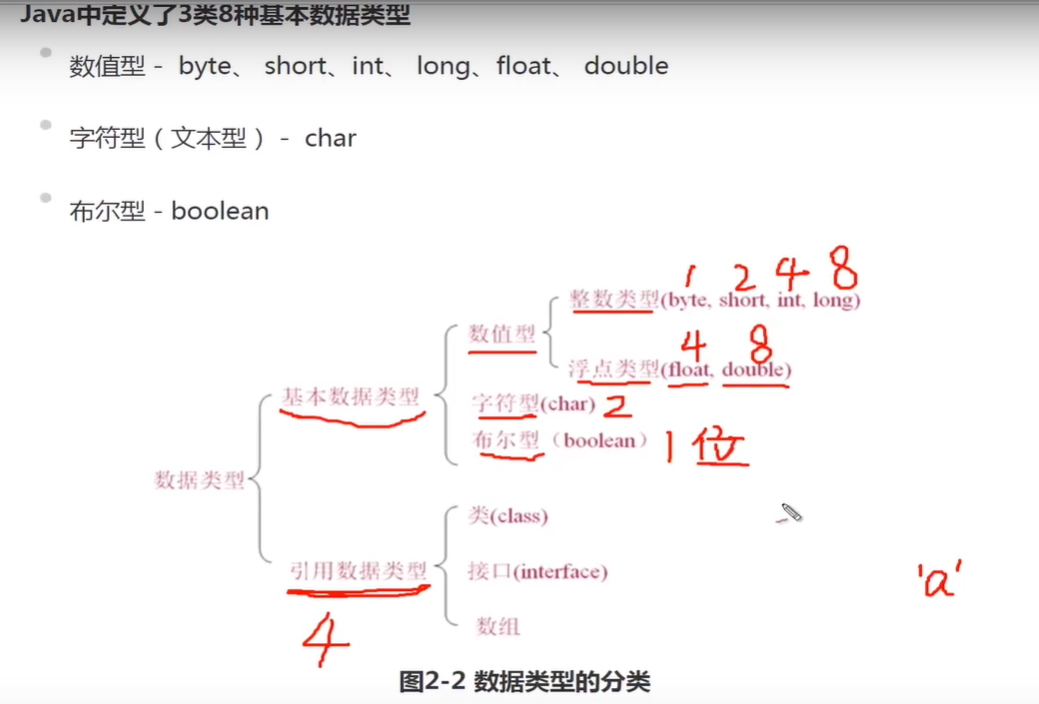 Java中定义了3类8种基本数据类型
数值型 - byte、 short、int、 long、float、 double
字符型（文本型）- char
布尔型 - boolean
1 2 4 8
整数类型(byte, short, int, long)
数值型
4 8
浮点类型(float, double)
基本数据类型
字符型(char) 2
布尔型（boolean） 1位
数据类型
类(class)
引用数据类型
接口(interface)
'a'
4
数组
图2-2 数据类型的分类